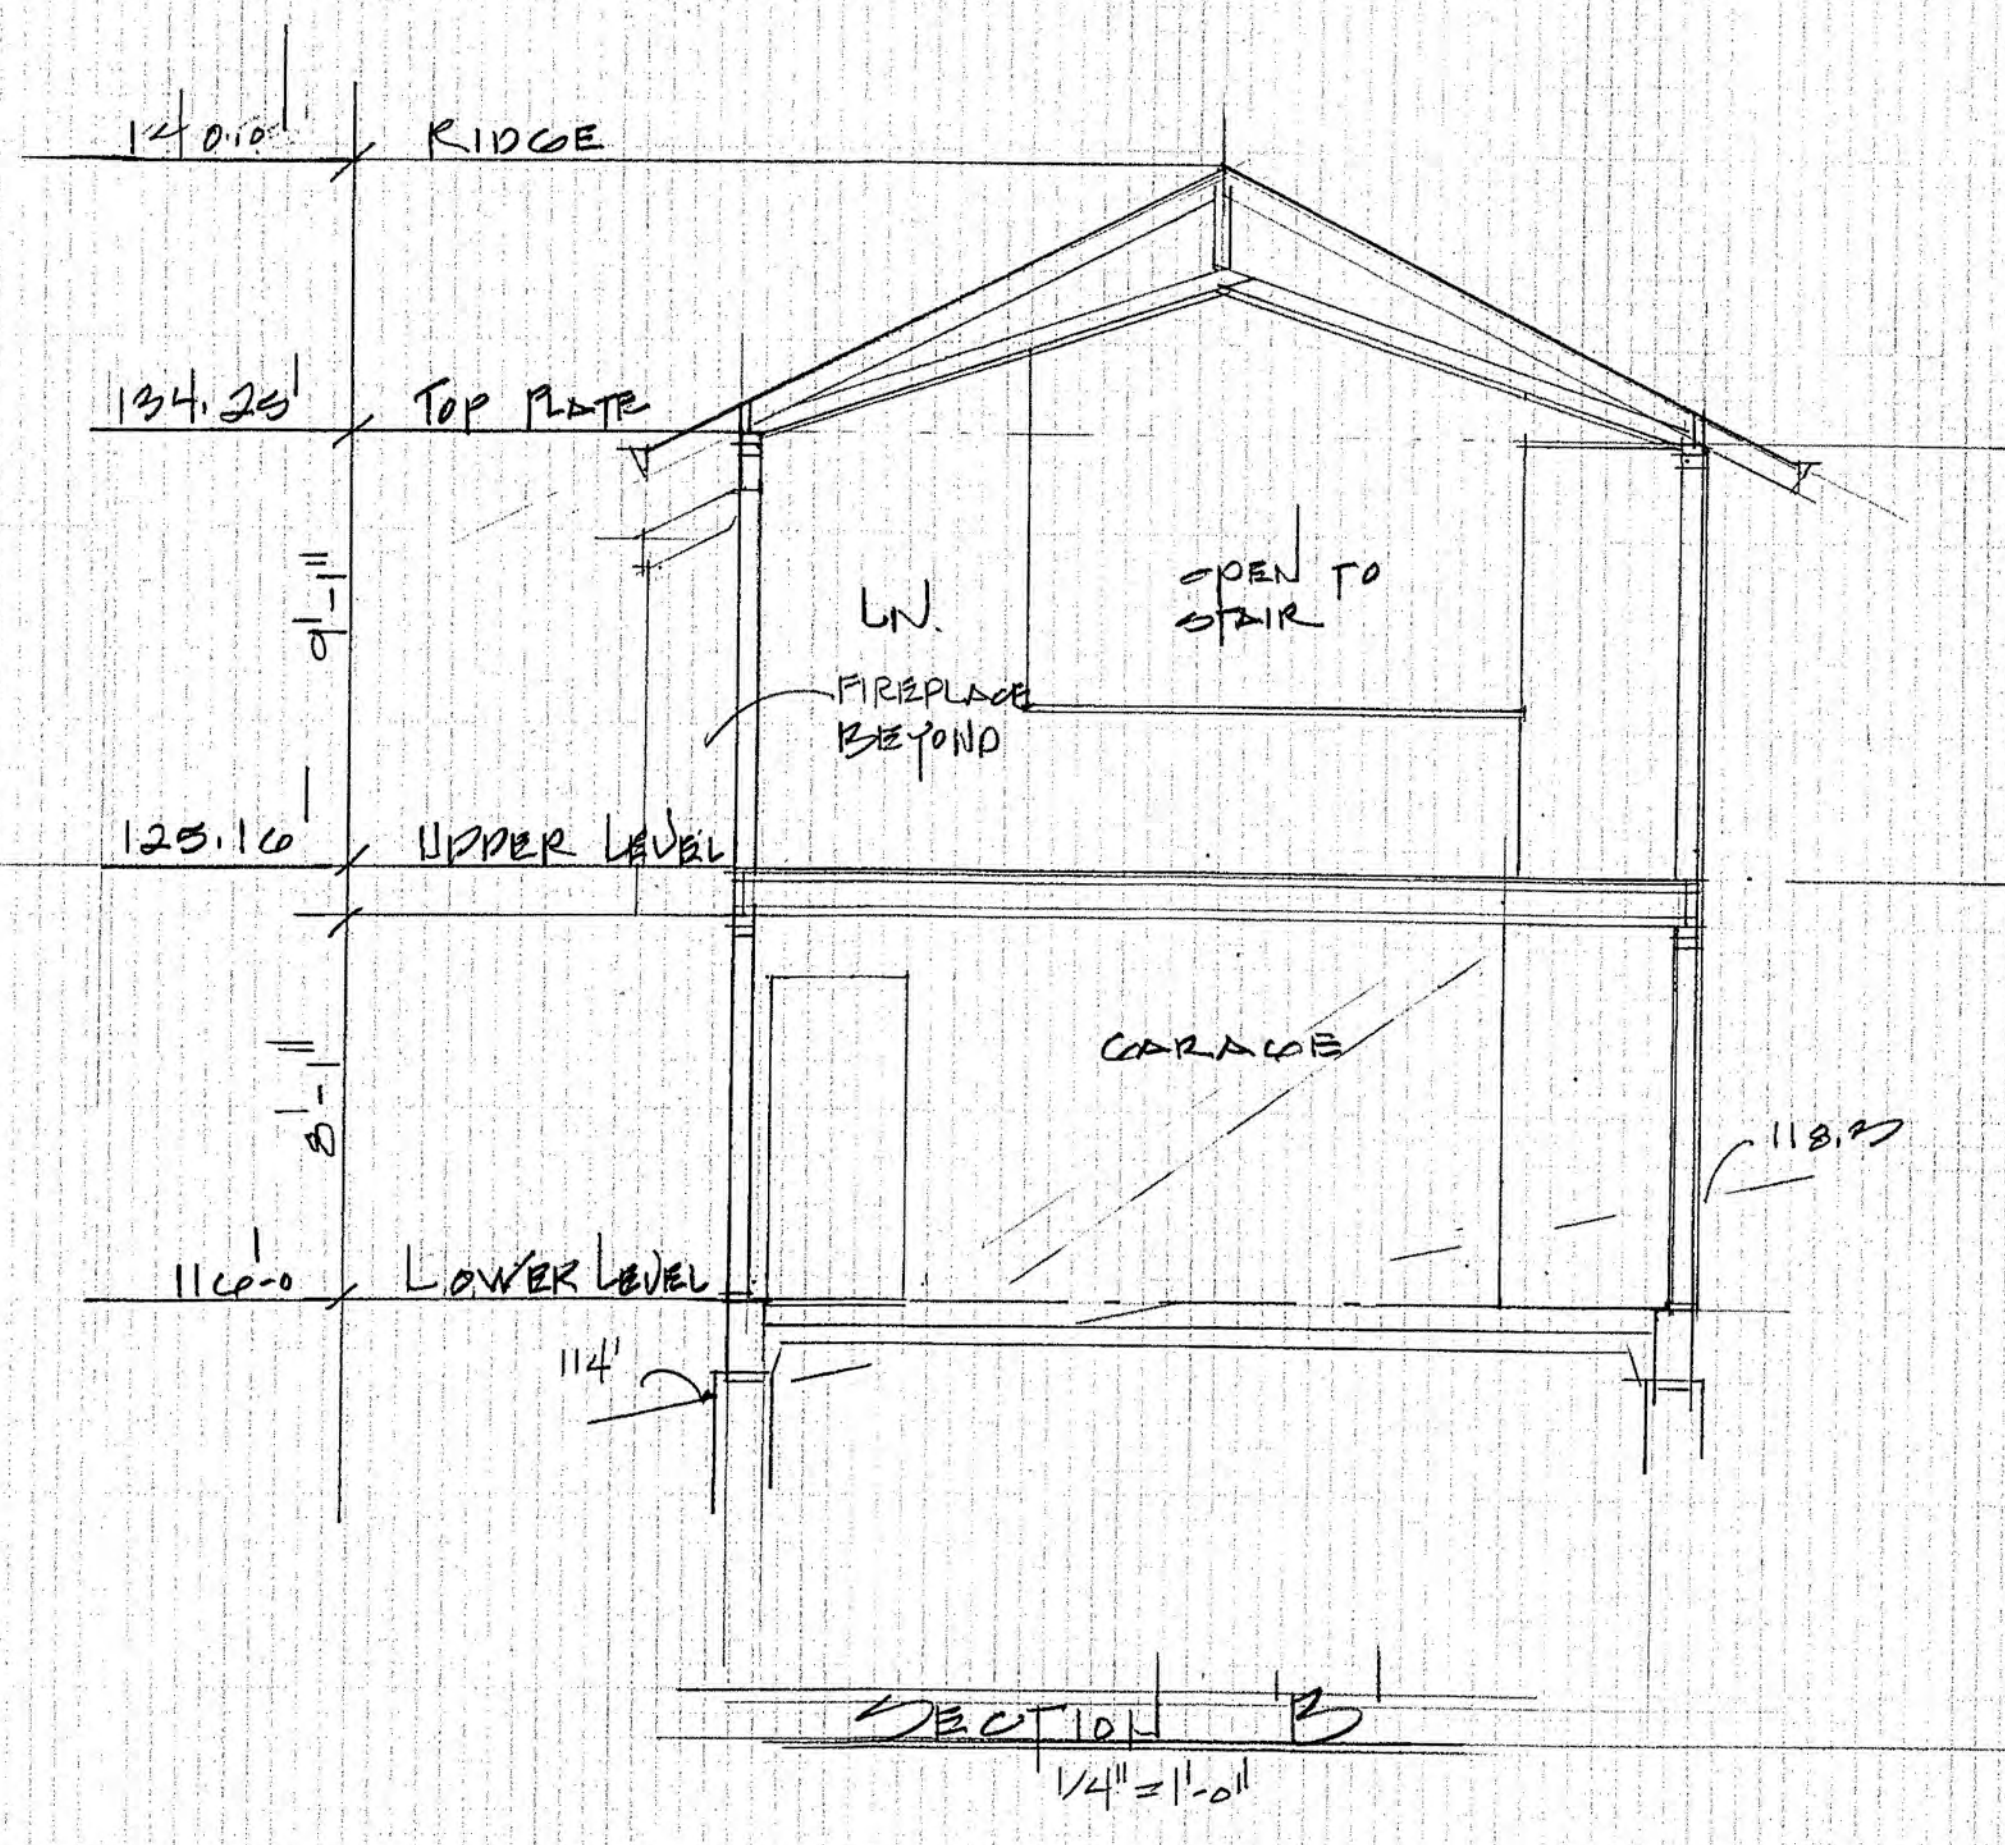 140.10'
RIDGE
134.25'
TOP PLATE
9'-1"
OPEN TO
STAIR
LIV.
FIREPLACE
BEYOND
125.16'
UPPER LEVEL
GARAGE
8'-1"
118.3
116'-0
LOWER LEVEL
114'
SECTION 'B'
1/4" = 1'-0"